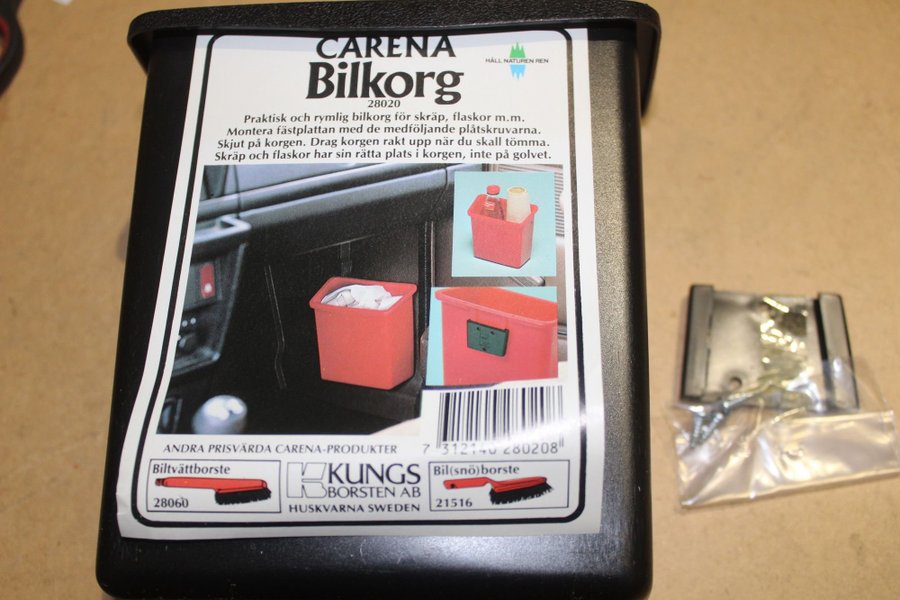 CARENA
HÅLL NATUREN REN
Bilkorg
28020
Praktisk och rymlig bilkorg för skräp, flaskor m.m.
Montera fästplattan med de medföljande plåtskruvarna.
Skjut på korgen. Drag korgen rakt upp när du skall tömma.
Skräp och flaskor har sin rätta plats i korgen, inte på golvet.
7 312140 280208
ANDRA PRISVÄRDA CARENA-PRODUKTER
Biltvättborste
28060
KUNGS
BORSTEN AB
HUSKVARNA SWEDEN
Bil(snö)borste
21516